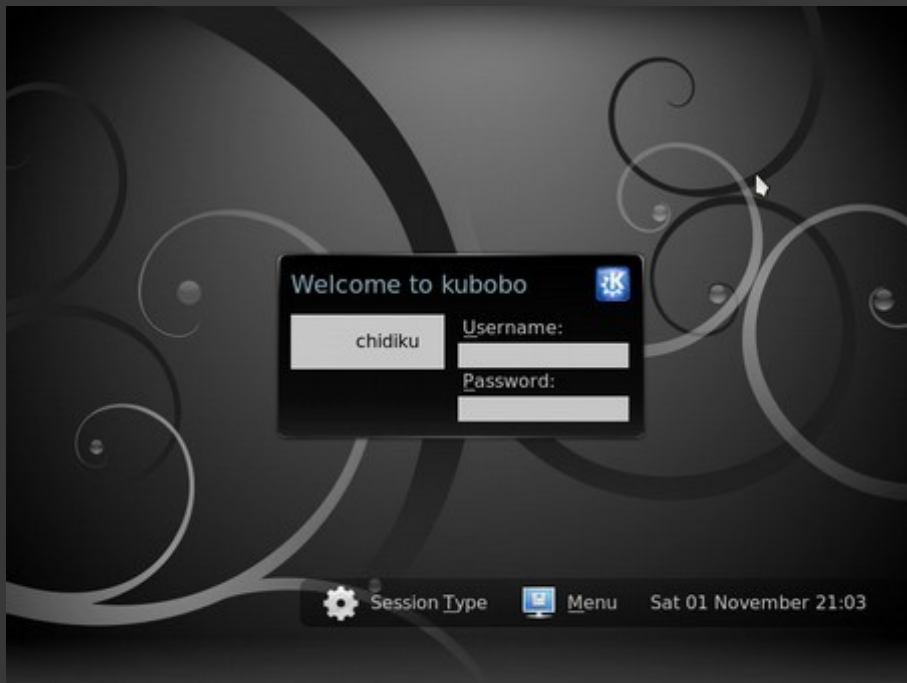 Welcome to kubobo
chidiku
Username:
Password:
Session Type
Menu
Sat 01 November 21:03